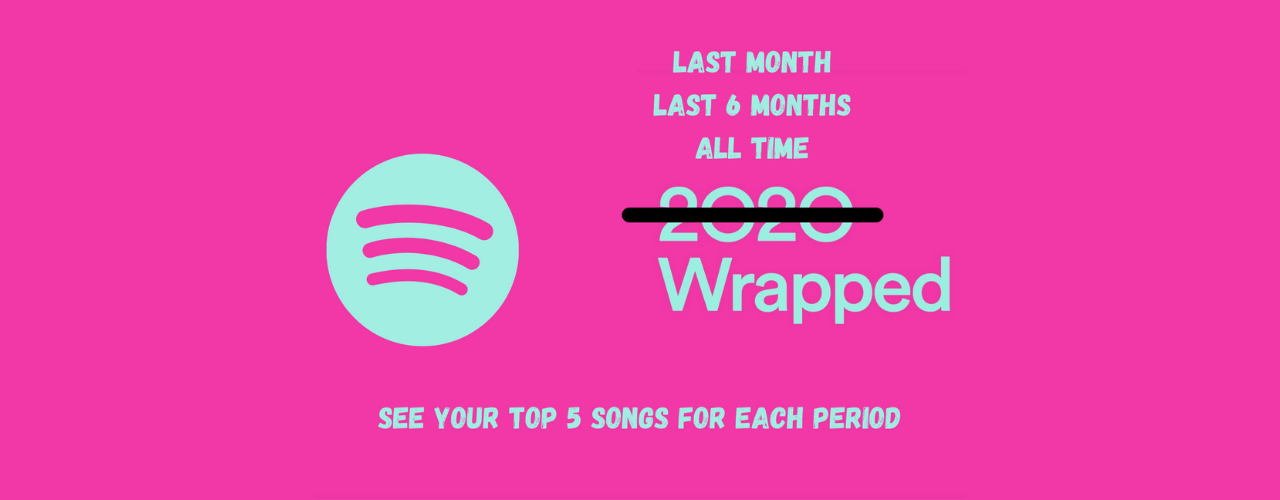 LAST MONTH
LAST 6 MONTHS
ALL TIME
2020
Wrapped
SEE YOUR TOP 5 SONGS FOR EACH PERIOD